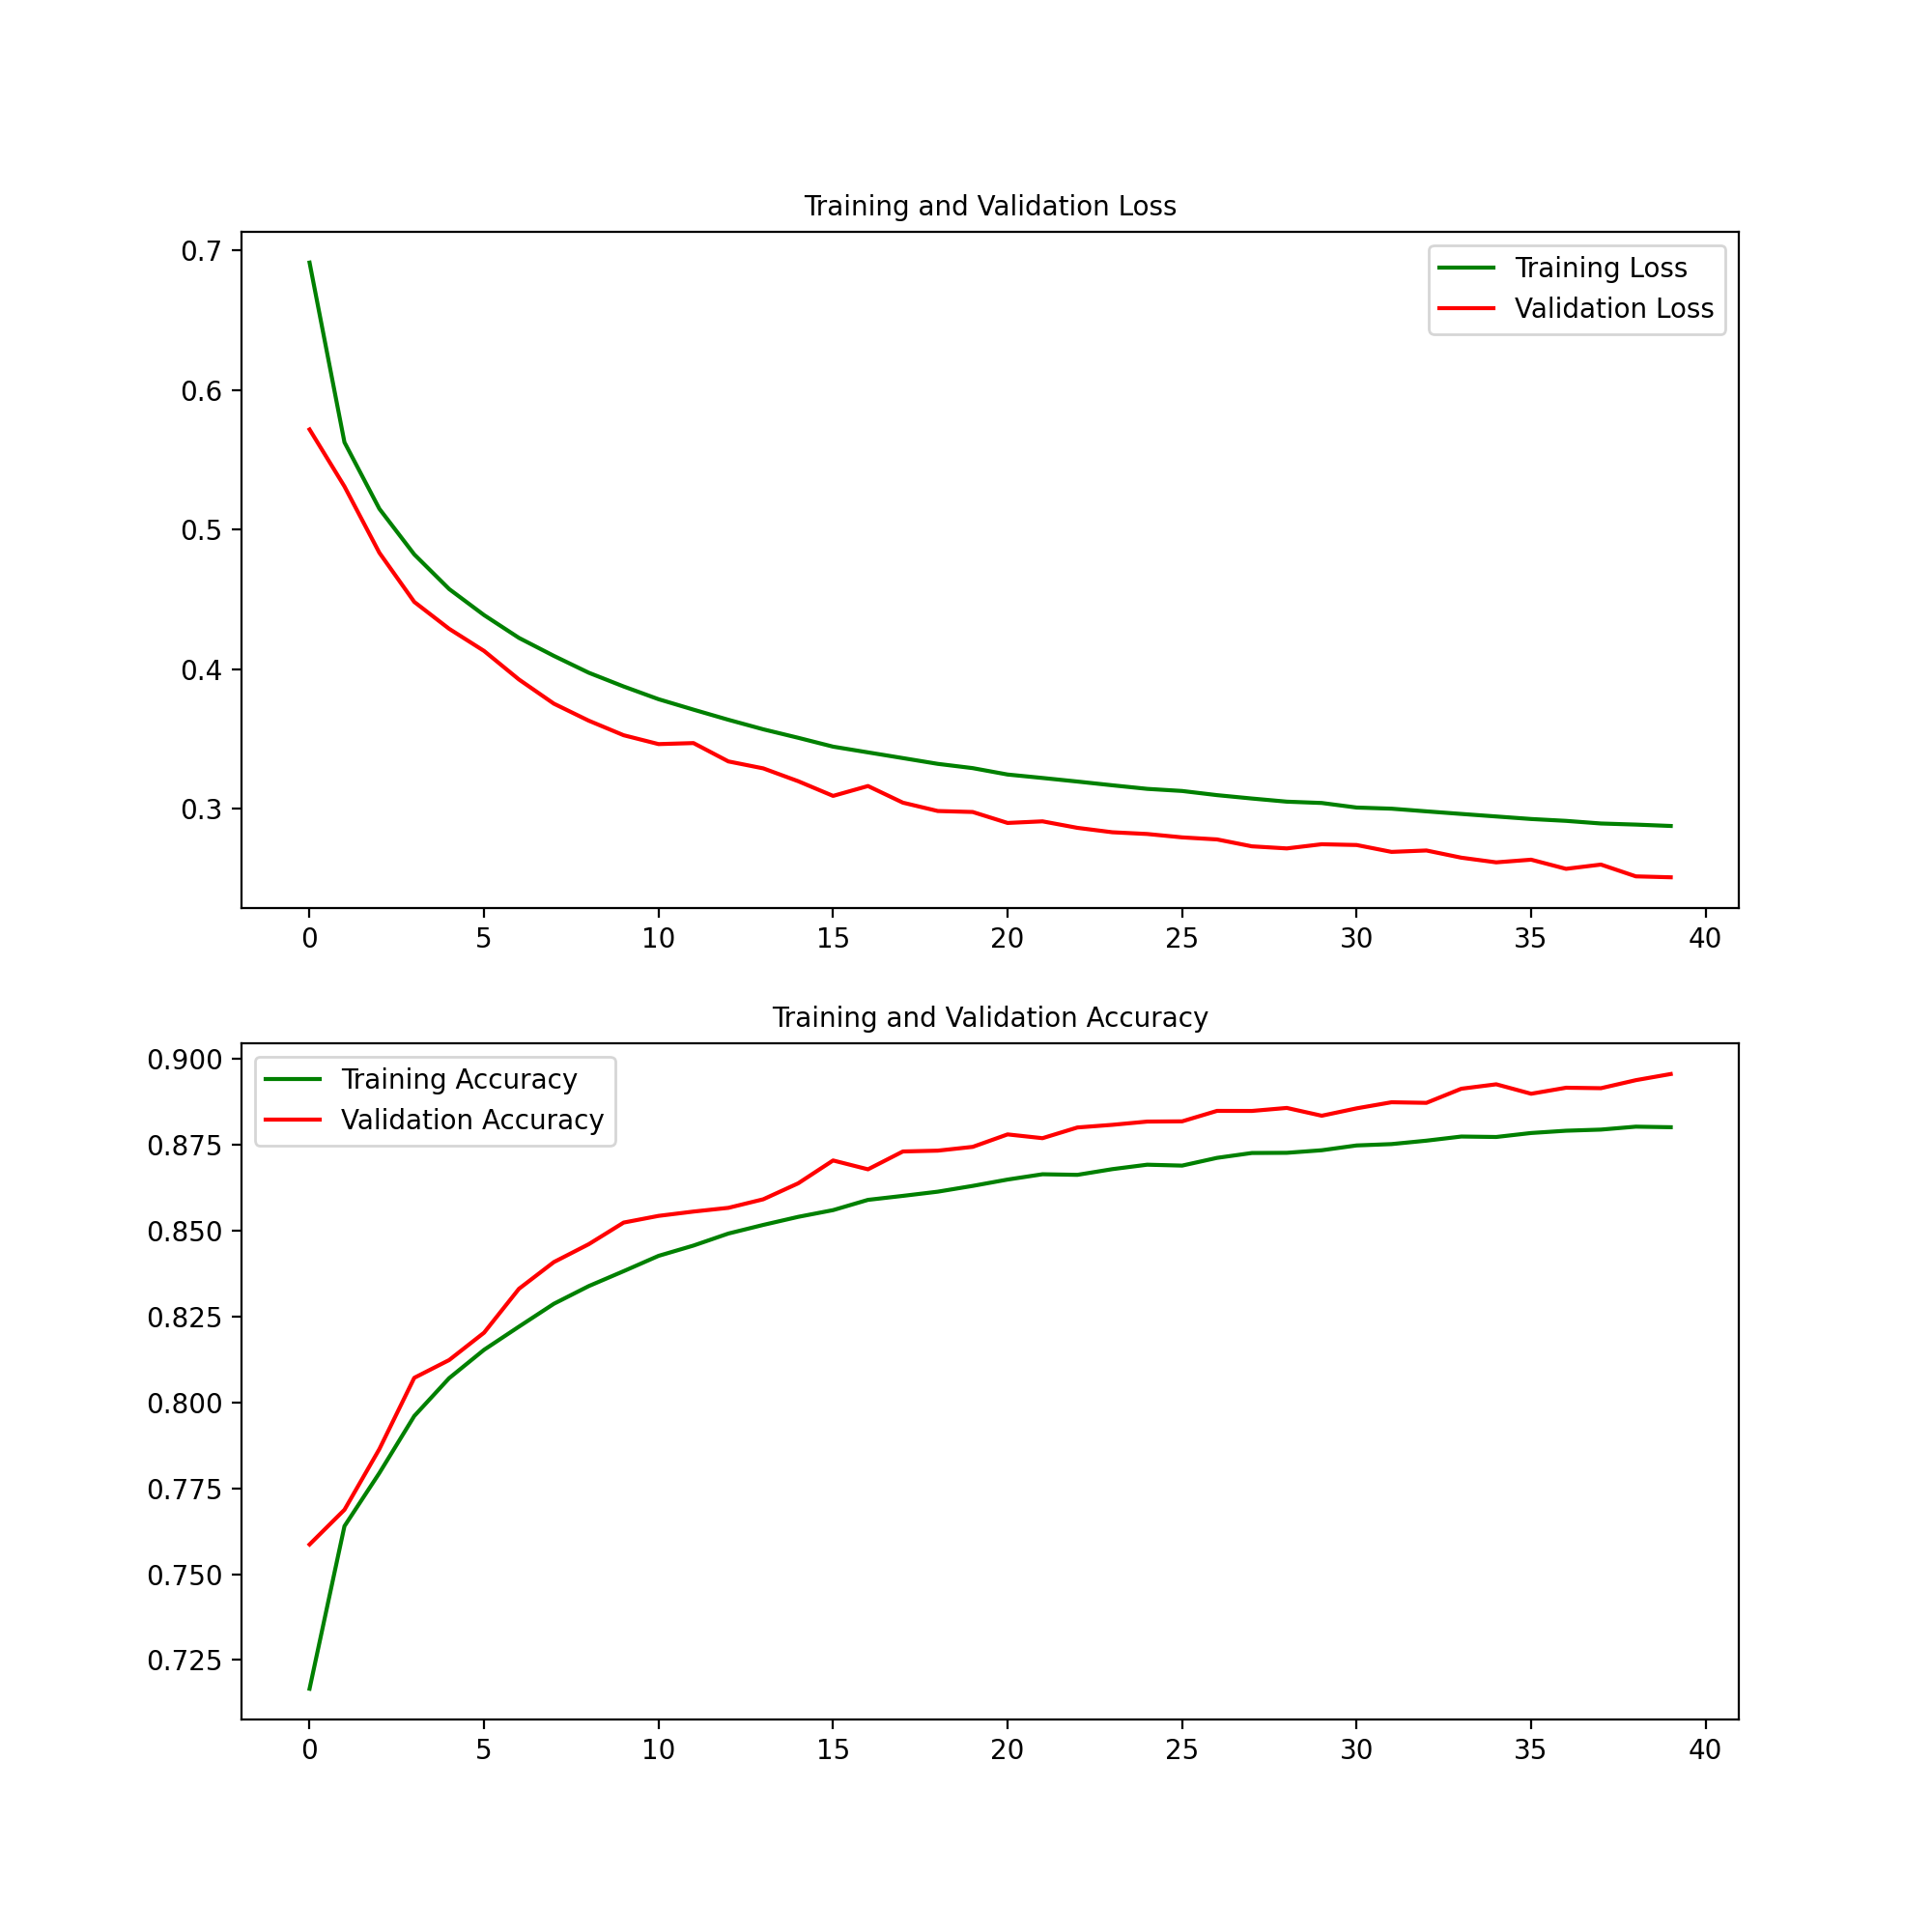 Training and Validation Loss
0.7
0.6
0.5
0.4
0.3
Training Loss
Validation Loss
0 5 10 15 20 25 30 35 40
Training and Validation Accuracy
0.900
0.875
0.850
0.825
0.800
0.775
0.750
0.725
Training Accuracy
Validation Accuracy
0 5 10 15 20 25 30 35 40